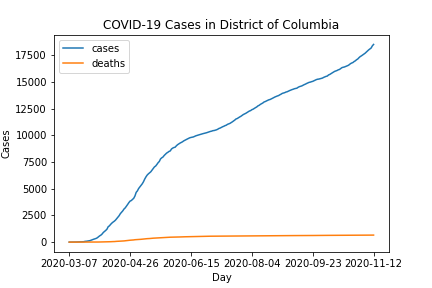 COVID-19 Cases in District of Columbia
cases
deaths
17500
15000
12500
10000
7500
5000
2500
0
Cases
2020-03-07 2020-04-26 2020-06-15 2020-08-04 2020-09-23 2020-11-12
Day